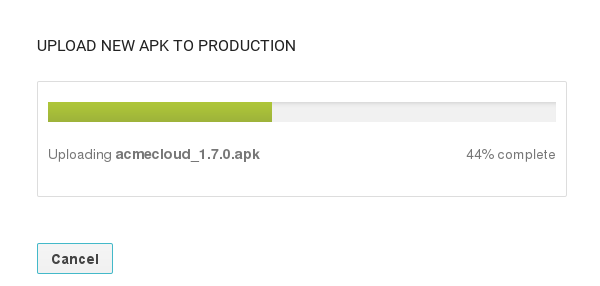 UPLOAD NEW APK TO PRODUCTION
Uploading acmecloud_1.7.0.apk 44% complete
Cancel